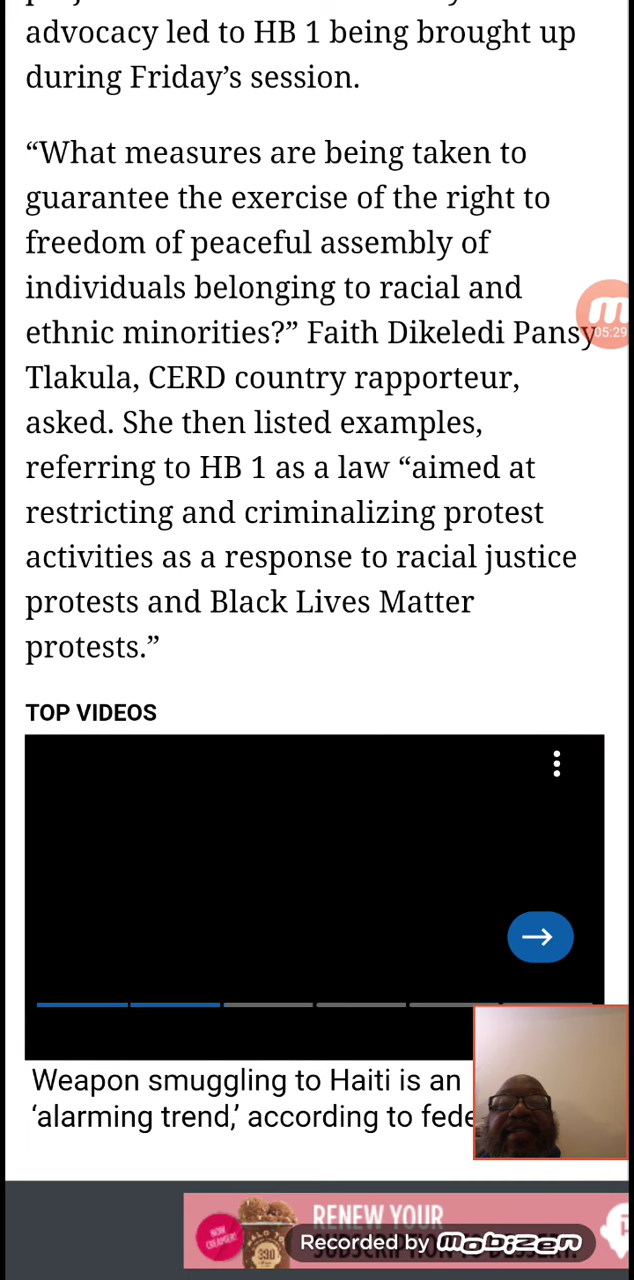 advocacy led to HB 1 being brought up
during Friday’s session.
“What measures are being taken to
guarantee the exercise of the right to
freedom of peaceful assembly of
individuals belonging to racial and
ethnic minorities?” Faith Dikeledi Pansy
05:29
Tlakula, CERD country rapporteur,
asked. She then listed examples,
referring to HB 1 as a law “aimed at
restricting and criminalizing protest
activities as a response to racial justice
protests and Black Lives Matter
protests.”
TOP VIDEOS
Weapon smuggling to Haiti is an
‘alarming trend,’ according to fede
RENEW YOUR
SUBSCRIPTION TO DESSERT.
Recorded by mobizen